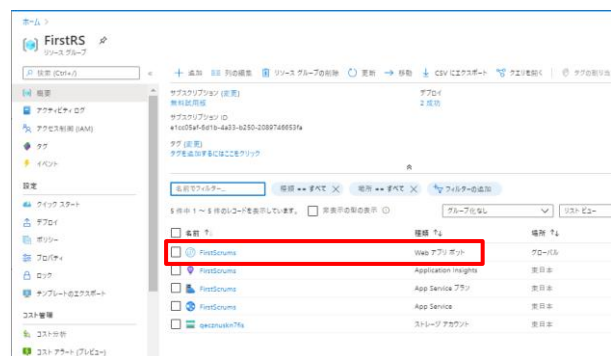 ホーム >
FirstRS
リソース グループ
検索 (Ctrl+/)
«
追加
列の編集
リソース グループの削除
更新
移動
CSV にエクスポート
クエリを開く
タグの割り当
概要
アクティビティ ログ
アクセス制御 (IAM)
タグ
イベント
設定
クイック スタート
デプロイ
ポリシー
プロパティ
ロック
テンプレートのエクスポート
コスト管理
コスト分析
コスト アラート (プレビュー)
サブスクリプション (変更)
無料試用版
デプロイ
2 成功
サブスクリプション ID
タグ (変更)
タグを追加するにはここをクリック
名前でフィルター...
種類 == すべて
場所 == すべて
フィルターの追加
5 件中 1 ～ 5 件のレコードを表示しています。
非表示の型の表示
グループ化なし
リスト ビュー
名前 ↑↓
種類 ↑↓
場所 ↑↓
FirstScrums
Web アプリ ボット
グローバル
FirstScrums
Application Insights
東日本
FirstScrums
App Service プラン
東日本
FirstScrums
App Service
東日本
ストレージ アカウント
東日本